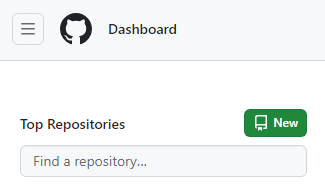 Dashboard
Top Repositories
New
Find a repository…